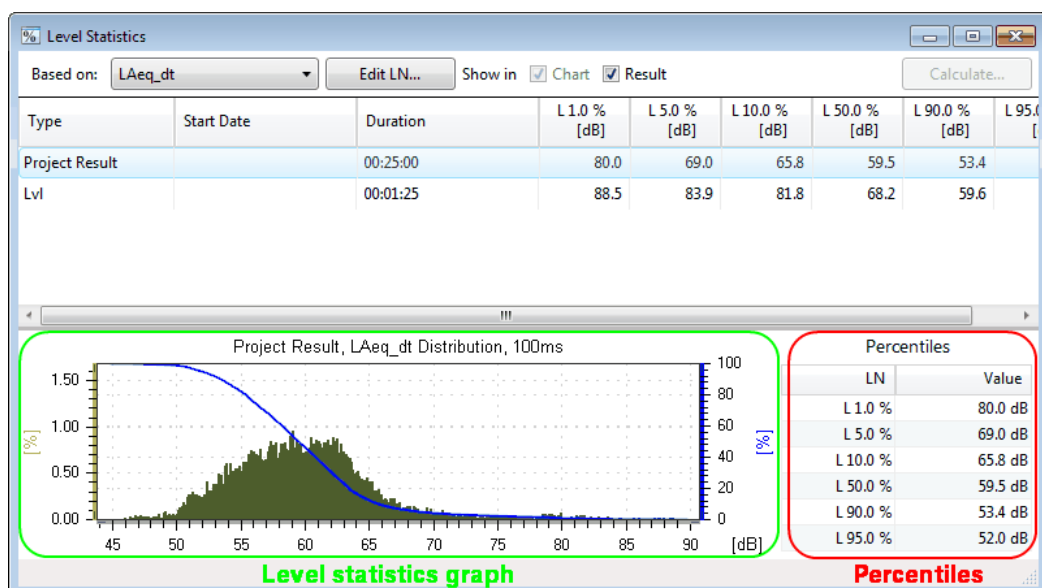 Level Statistics
Based on: LAeq_dt Edit LN... Show in Chart Result Calculate...
Type Start Date Duration L 1.0 % [dB] L 5.0 % [dB] L 10.0 % [dB] L 50.0 % [dB] L 90.0 % [dB] L 95.0
Project Result 00:25:00 80.0 69.0 65.8 59.5 53.4
Lvl 00:01:25 88.5 83.9 81.8 68.2 59.6
Project Result, LAeq_dt Distribution, 100ms
[%]
1.50
1.00
0.50
0.00
100
80
60
40
20
0
[%]
45 50 55 60 65 70 75 80 85 90 [dB]
Level statistics graph
Percentiles
LN Value
L 1.0 % 80.0 dB
L 5.0 % 69.0 dB
L 10.0 % 65.8 dB
L 50.0 % 59.5 dB
L 90.0 % 53.4 dB
L 95.0 % 52.0 dB
Percentiles